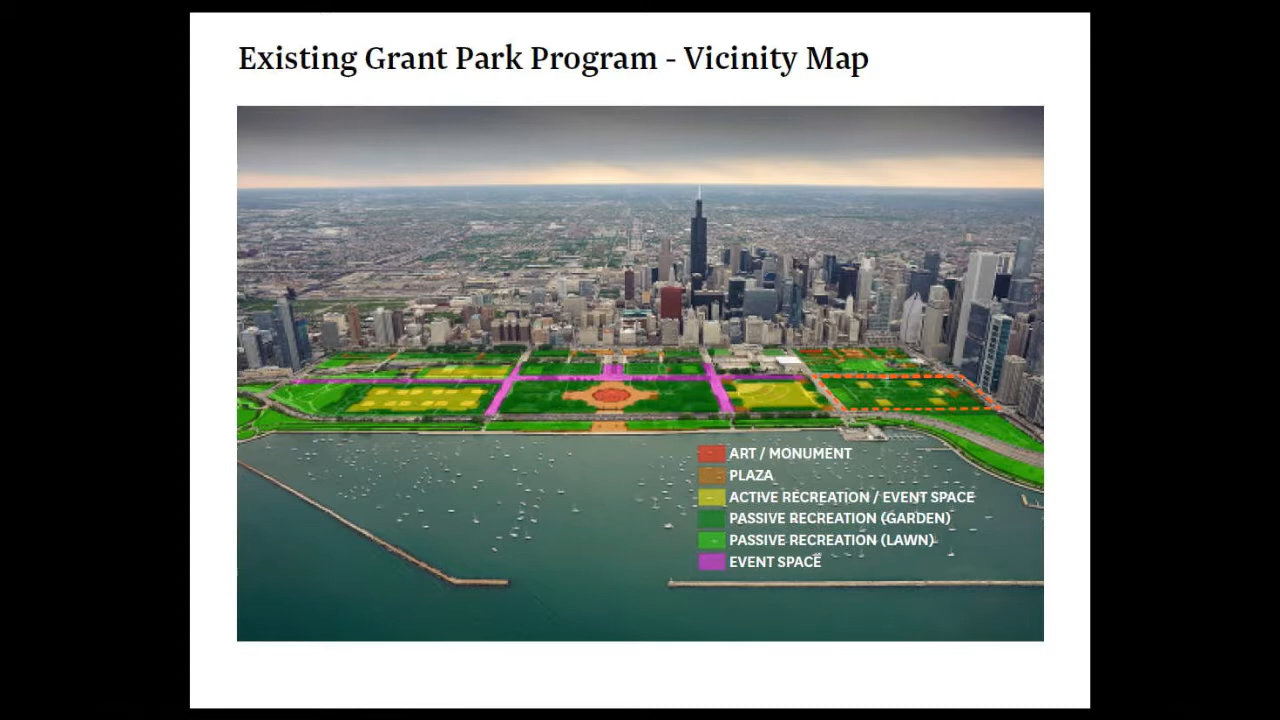 Existing Grant Park Program - Vicinity Map
ART / MONUMENT
PLAZA
ACTIVE RECREATION / EVENT SPACE
PASSIVE RECREATION (GARDEN)
PASSIVE RECREATION (LAWN)
EVENT SPACE